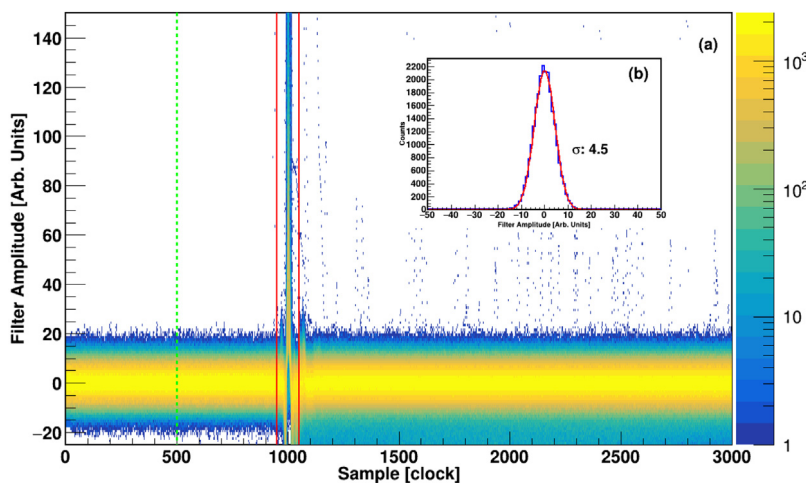 (a)
Filter Amplitude [Arb. Units]
140
120
100
80
60
40
20
0
−20
0 500 1000 1500 2000 2500 3000
Sample [clock]
10³
10²
10
1
(b)
Counts
2200
2000
1800
1600
1400
1200
1000
800
600
400
200
0
σ: 4.5
−50 −40 −30 −20 −10 0 10 20 30 40 50
Filter Amplitude [Arb. Units]